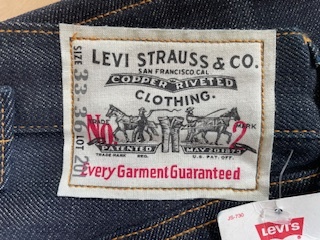 LEVI STRAUSS & CO.
SAN FRANCISCO CAL.
COPPER RIVETED
CLOTHING.
TRADE MARK
No. 2
PATENTED MAY 20 1873
TRADE MARK REG. U.S. PAT. OFF.
Every Garment Guaranteed
SIZE 33-36 LOT 201
Levi's